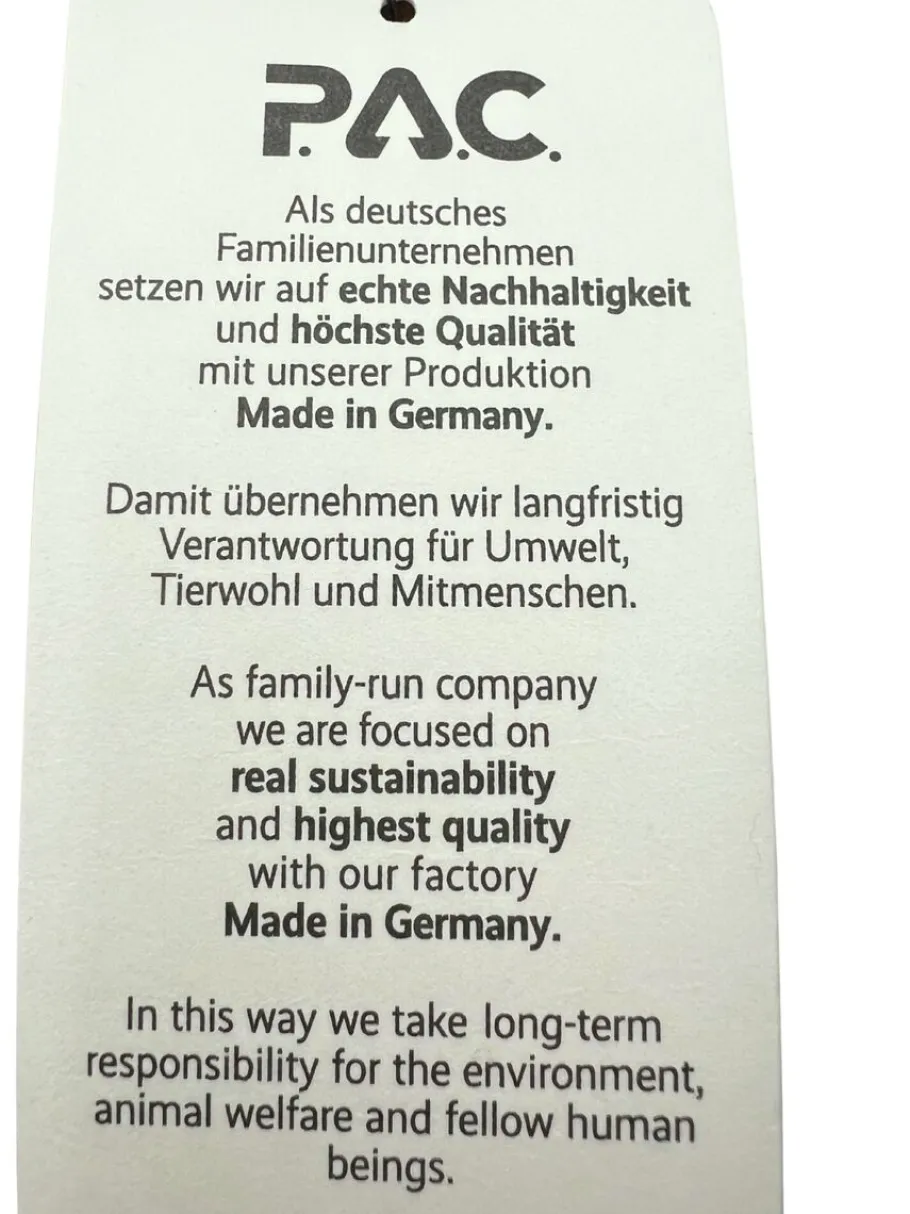 P.A.C.
Als deutsches
Familienunternehmen
setzen wir auf echte Nachhaltigkeit
und höchste Qualität
mit unserer Produktion
Made in Germany.
Damit übernehmen wir langfristig
Verantwortung für Umwelt,
Tierwohl und Mitmenschen.
As family-run company
we are focused on
real sustainability
and highest quality
with our factory
Made in Germany.
In this way we take long-term
responsibility for the environment,
animal welfare and fellow human
beings.